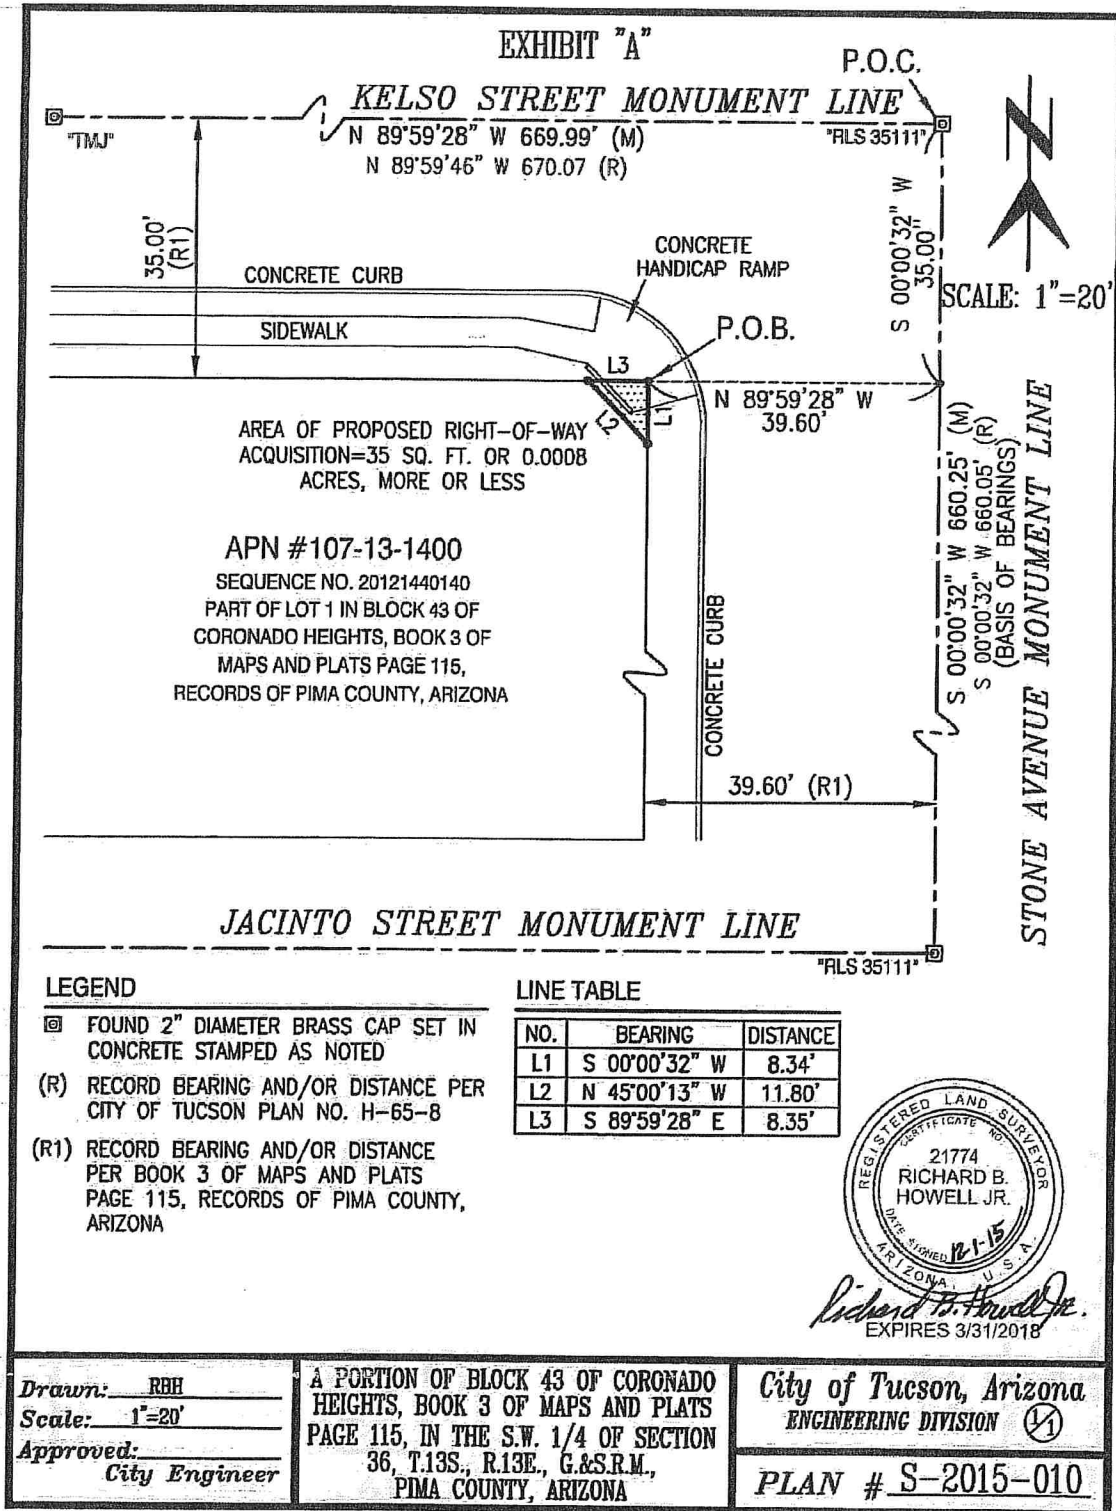 EXHIBIT "A"
P.O.C.
KELSO STREET MONUMENT LINE
"TMJ"
N 89°59'28" W 669.99' (M)
N 89°59'46" W 670.07 (R)
"RLS 35111"
N
S 00°00'32" W
35.00"
SCALE: 1"=20'
35.00'
(R1)
CONCRETE CURB
CONCRETE
HANDICAP RAMP
SIDEWALK
P.O.B.
L3
L1
L2
N 89°59'28" W
39.60'
AREA OF PROPOSED RIGHT-OF-WAY
ACQUISITION=35 SQ. FT. OR 0.0008
ACRES, MORE OR LESS
APN #107-13-1400
SEQUENCE NO. 20121440140
PART OF LOT 1 IN BLOCK 43 OF
CORONADO HEIGHTS, BOOK 3 OF
MAPS AND PLATS PAGE 115,
RECORDS OF PIMA COUNTY, ARIZONA
CONCRETE CURB
S 00°00'32" W 660.25' (M)
S 00°00'32" W 660.05' (R)
(BASIS OF BEARINGS)
STONE AVENUE MONUMENT LINE
39.60' (R1)
JACINTO STREET MONUMENT LINE
"RLS 35111"
LEGEND
FOUND 2" DIAMETER BRASS CAP SET IN
CONCRETE STAMPED AS NOTED
(R) RECORD BEARING AND/OR DISTANCE PER
CITY OF TUCSON PLAN NO. H-65-8
(R1) RECORD BEARING AND/OR DISTANCE
PER BOOK 3 OF MAPS AND PLATS
PAGE 115, RECORDS OF PIMA COUNTY,
ARIZONA
LINE TABLE
NO. BEARING DISTANCE
L1 S 00°00'32" W 8.34'
L2 N 45°00'13" W 11.80'
L3 S 89°59'28" E 8.35'
REGISTERED LAND SURVEYOR
CERTIFICATE NO.
21774
RICHARD B.
HOWELL JR.
DATE SIGNED 12-1-15
ARIZONA, U.S.A.
Richard B. Howell Jr.
EXPIRES 3/31/2018
Drawn: RBH
Scale: 1"=20'
Approved:
City Engineer
A PORTION OF BLOCK 43 OF CORONADO
HEIGHTS, BOOK 3 OF MAPS AND PLATS
PAGE 115, IN THE S.W. 1/4 OF SECTION
36, T.13S., R.13E., G.&S.R.M.,
PIMA COUNTY, ARIZONA
City of Tucson, Arizona
ENGINEERING DIVISION 1/1
PLAN # S-2015-010